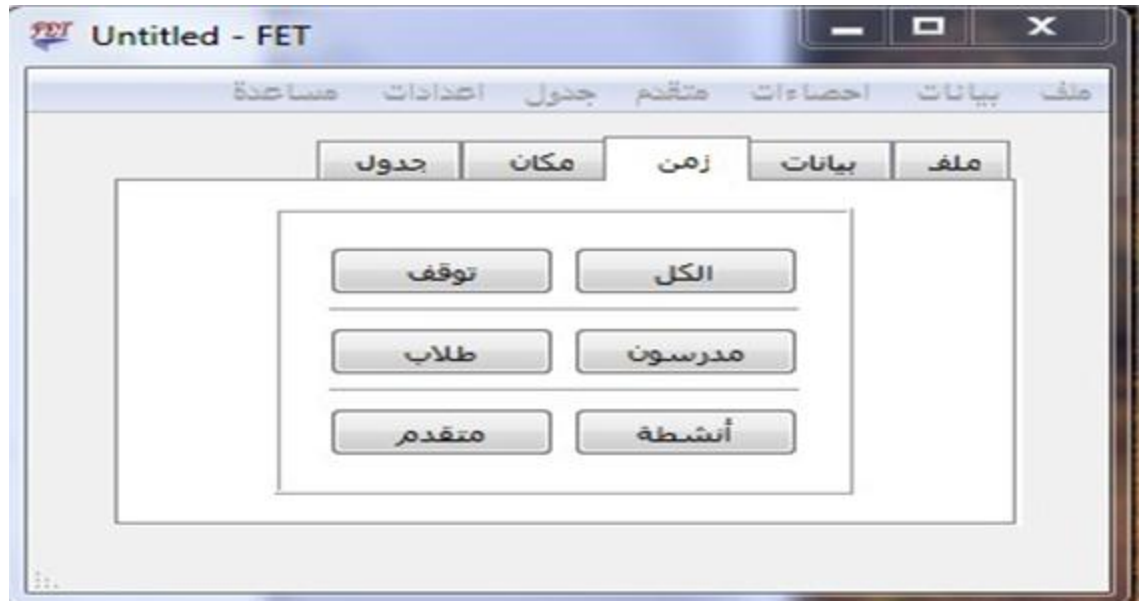 FET Untitled - FET
ملف بيانات احصاءات متقدم جدول اعدادات مساعدة
ملف بيانات زمن مكان جدول
الكل توقف
مدرسون طلاب
أنشطة متقدم